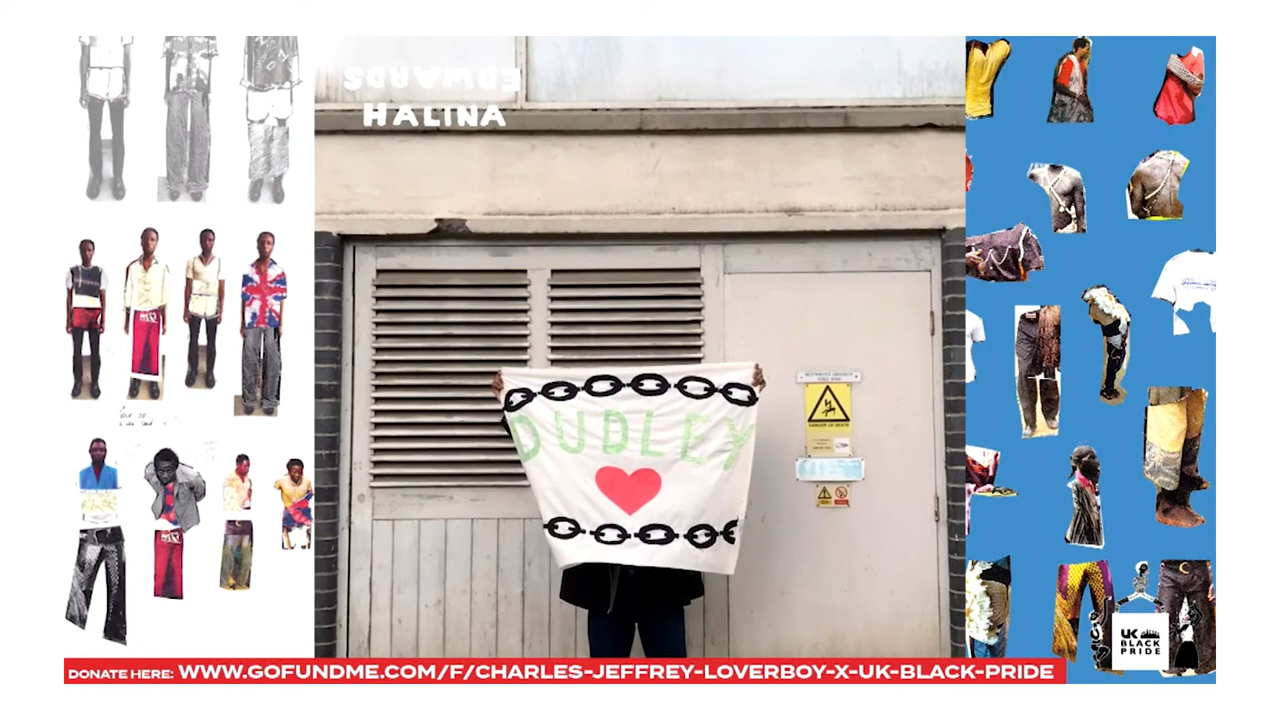 EDWARDS
HALINA
DUDLEY
DANGER OF DEATH
UK
BLACK
PRIDE
DONATE HERE: WWW.GOFUNDME.COM/F/CHARLES-JEFFREY-LOVERBOY-X-UK-BLACK-PRIDE